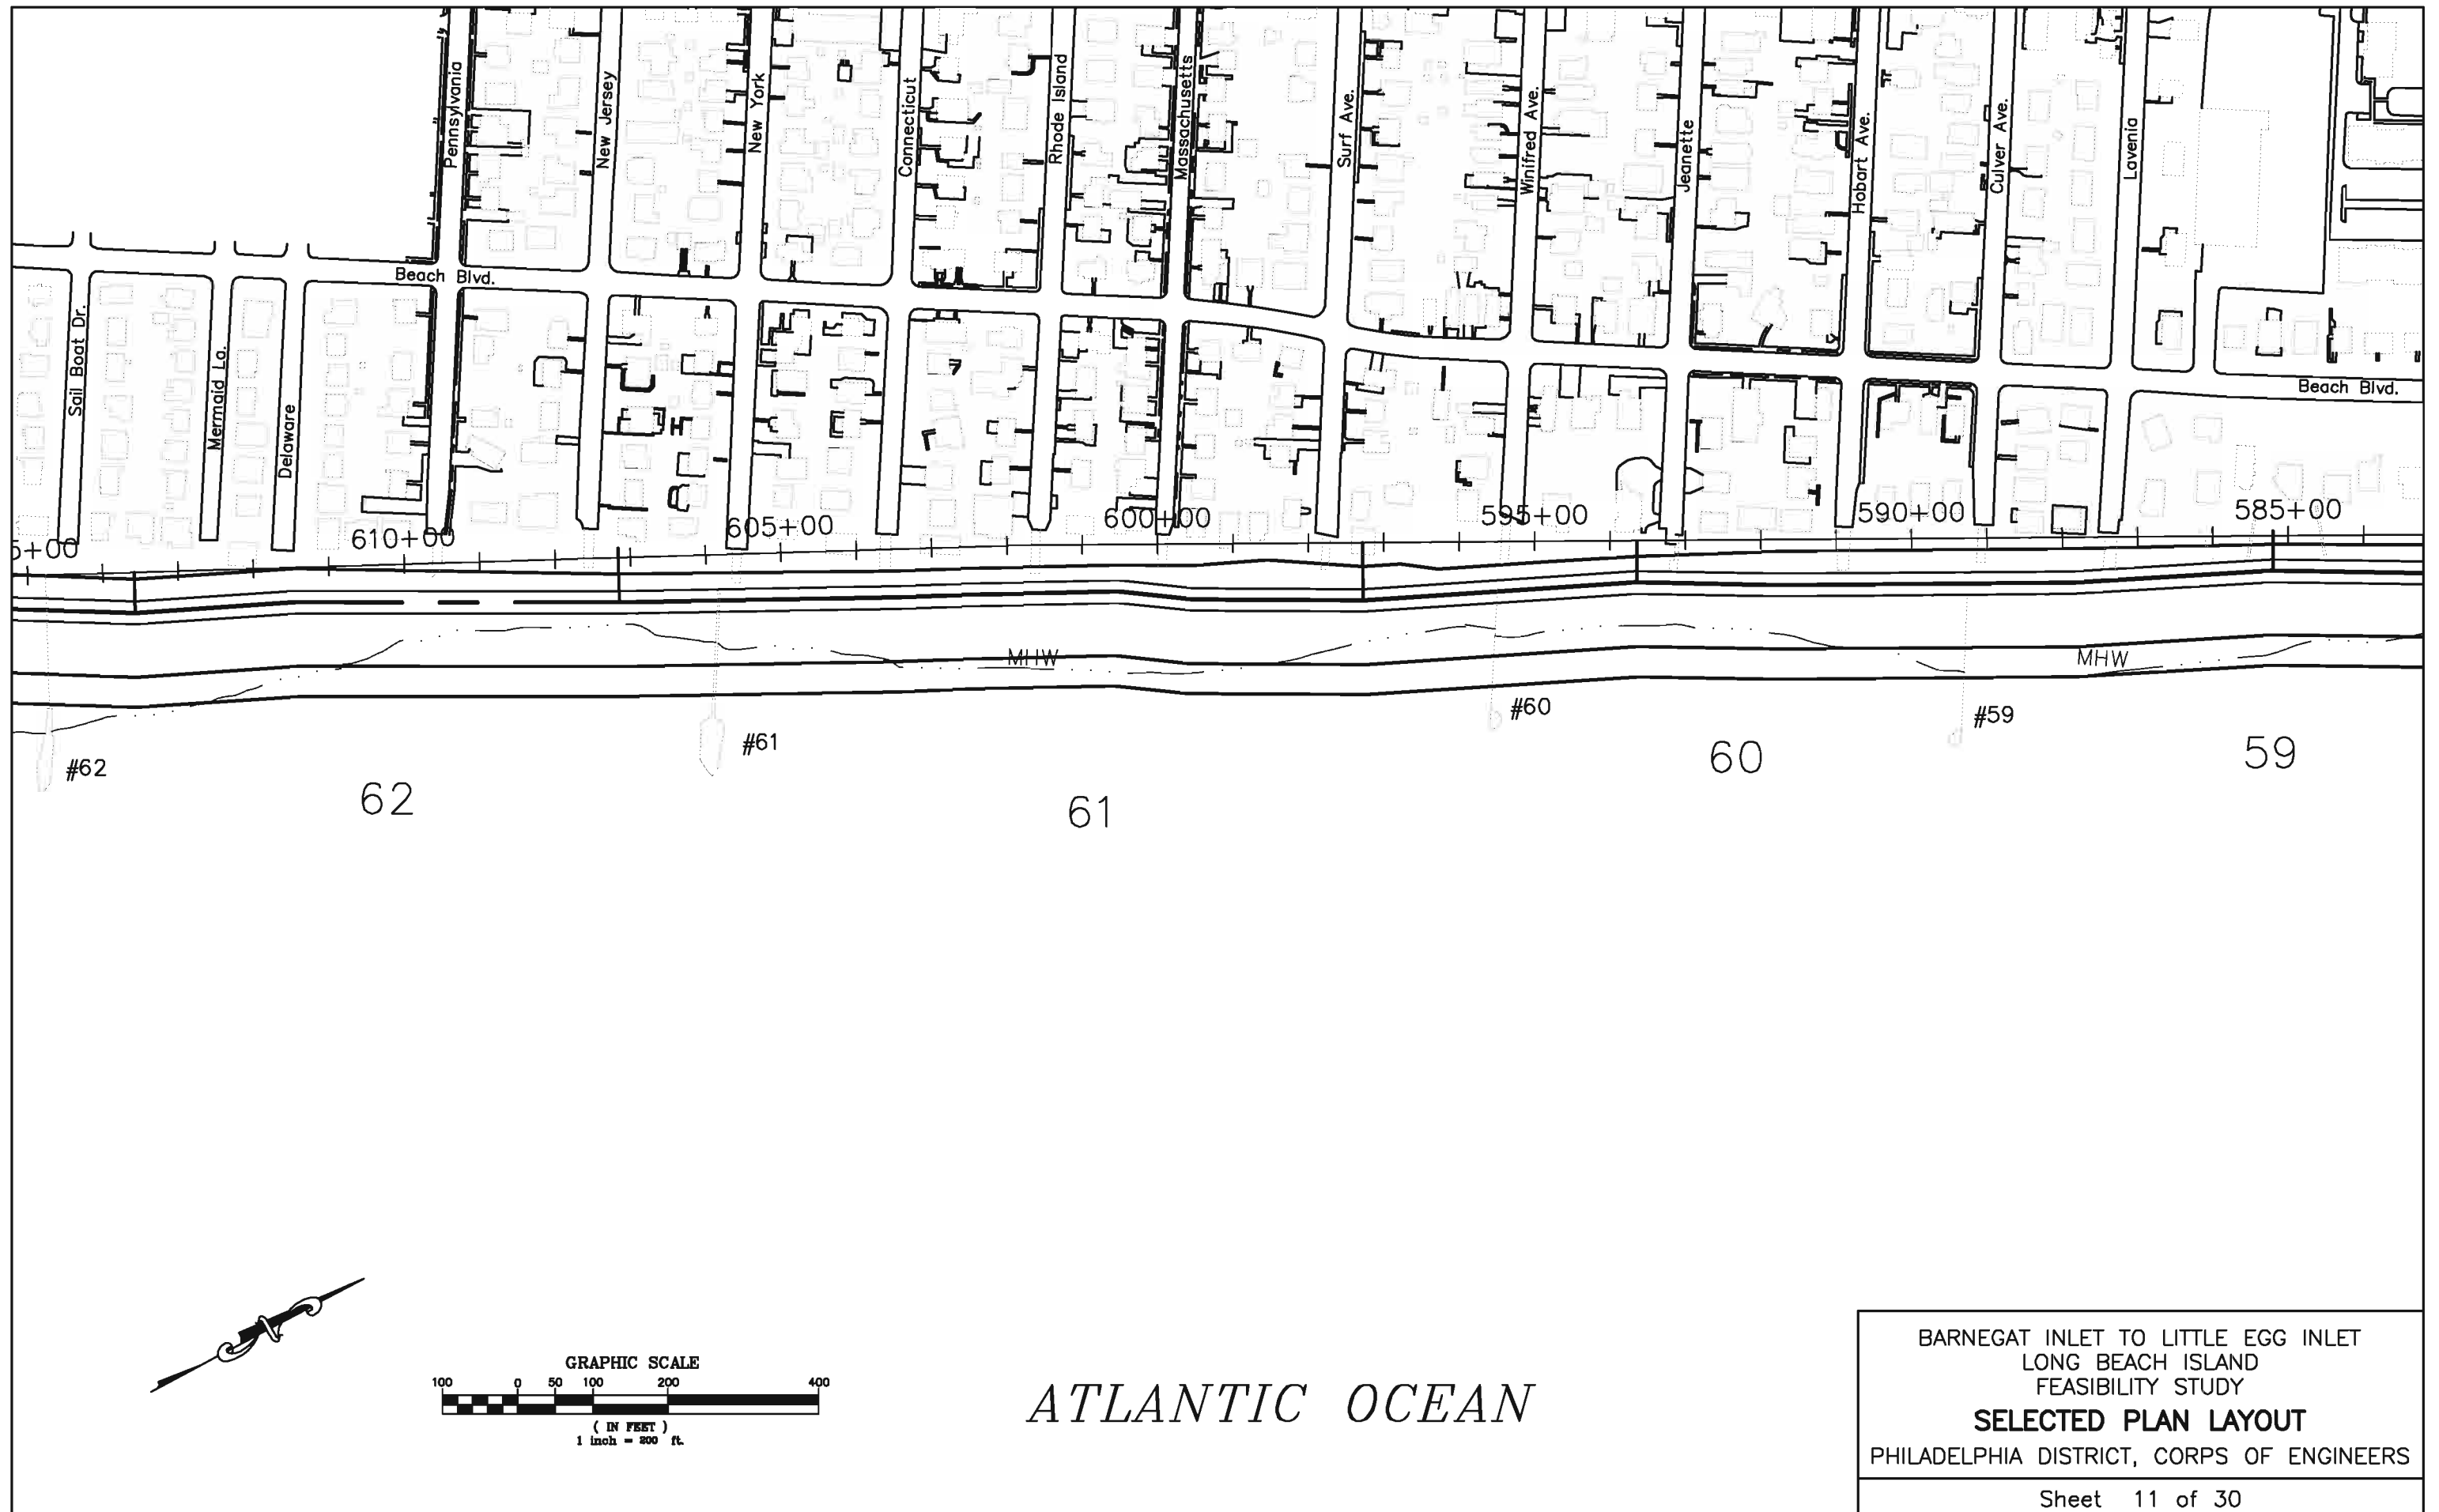 Pennsylvania
New Jersey
New York
Connecticut
Rhode Island
Massachusetts
Surf Ave.
Winifred Ave.
Jeanette
Hobart Ave.
Culver Ave.
Lavenia
Beach Blvd.
Beach Blvd.
Sail Boat Dr.
Mermaid La.
Delaware
5+00
610+00
605+00
600+00
595+00
590+00
585+00
MHW
MHW
#62
#61
#60
#59
62
61
60
59
N
GRAPHIC SCALE
100 0 50 100 200 400
( IN FEET )
1 inch = 200 ft.
ATLANTIC OCEAN
BARNEGAT INLET TO LITTLE EGG INLET
LONG BEACH ISLAND
FEASIBILITY STUDY
SELECTED PLAN LAYOUT
PHILADELPHIA DISTRICT, CORPS OF ENGINEERS
Sheet 11 of 30